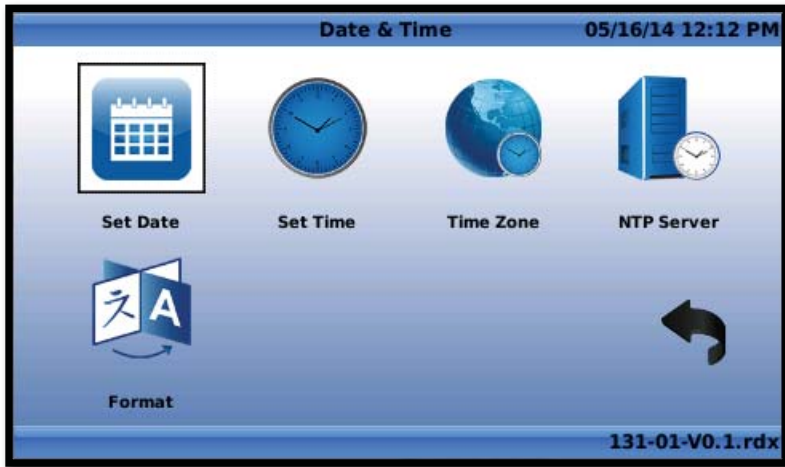 Date & Time
05/16/14 12:12 PM
Set Date
Set Time
Time Zone
NTP Server
A
Format
131-01-V0.1.rdx